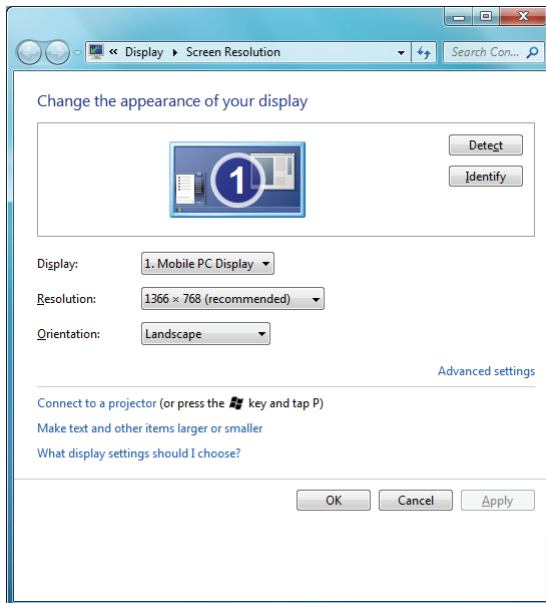 « Display ▸ Screen Resolution Search Con...
Change the appearance of your display
1
Detect
Identify
Display: 1. Mobile PC Display
Resolution: 1366 × 768 (recommended)
Orientation: Landscape
Advanced settings
Connect to a projector (or press the key and tap P)
Make text and other items larger or smaller
What display settings should I choose?
OK Cancel Apply